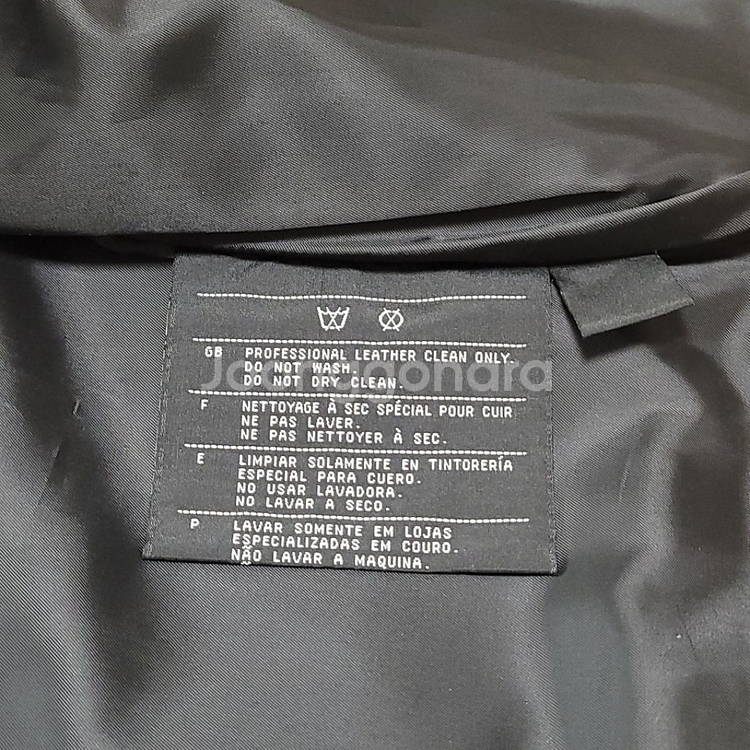 GB PROFESSIONAL LEATHER CLEAN ONLY.
DO NOT WASH.
DO NOT DRY CLEAN.
Joonggonara
F NETTOYAGE À SEC SPÉCIAL POUR CUIR
NE PAS LAVER.
NE PAS NETTOYER À SEC.
E LIMPIAR SOLAMENTE EN TINTORERÍA
ESPECIAL PARA CUERO.
NO USAR LAVADORA.
NO LAVAR A SECO.
P LAVAR SOMENTE EM LOJAS
ESPECIALIZADAS EM COURO.
NÃO LAVAR A MAQUINA.